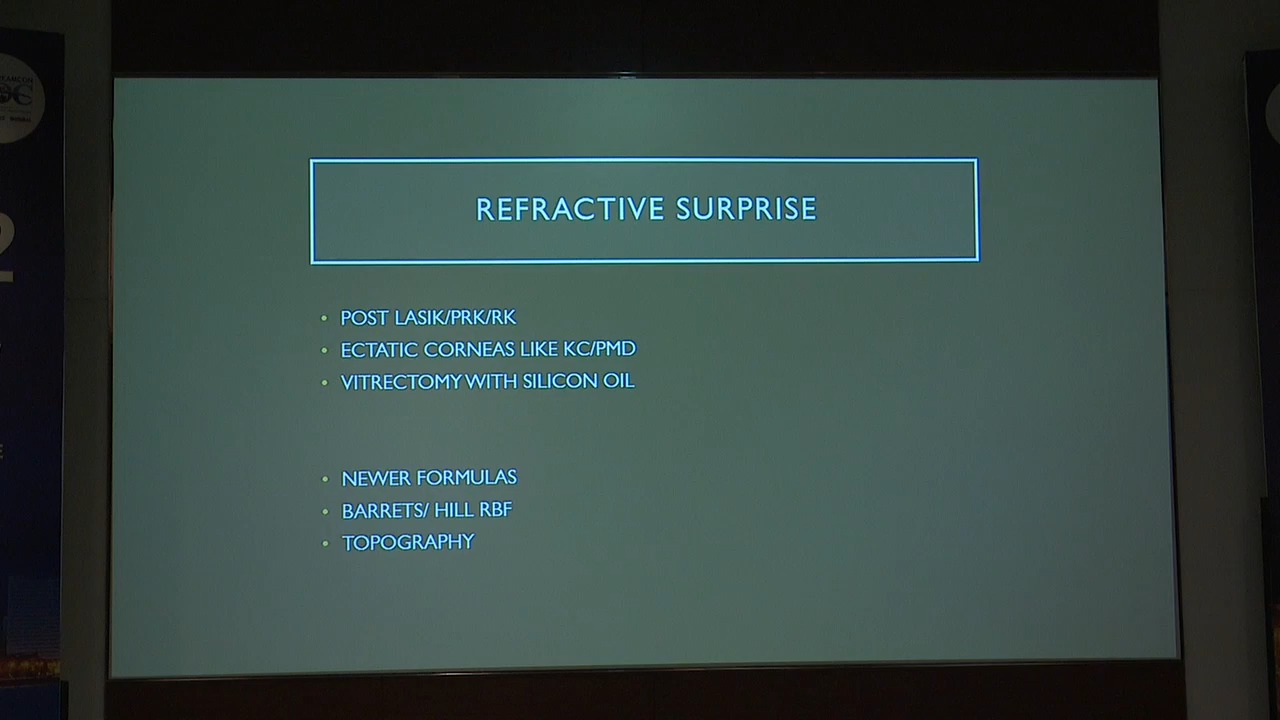 REFRACTIVE SURPRISE
• POST LASIK/PRK/RK
• ECTATIC CORNEAS LIKE KC/PMD
• VITRECTOMY WITH SILICON OIL
• NEWER FORMULAS
• BARRETS/ HILL RBF
• TOPOGRAPHY
2
E